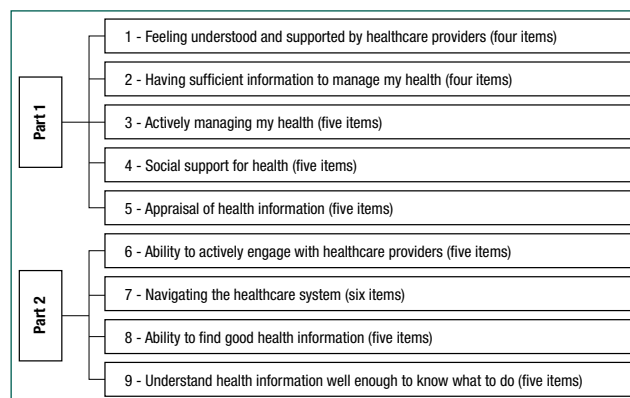 Part 1
1 - Feeling understood and supported by healthcare providers (four items)
2 - Having sufficient information to manage my health (four items)
3 - Actively managing my health (five items)
4 - Social support for health (five items)
5 - Appraisal of health information (five items)
Part 2
6 - Ability to actively engage with healthcare providers (five items)
7 - Navigating the healthcare system (six items)
8 - Ability to find good health information (five items)
9 - Understand health information well enough to know what to do (five items)